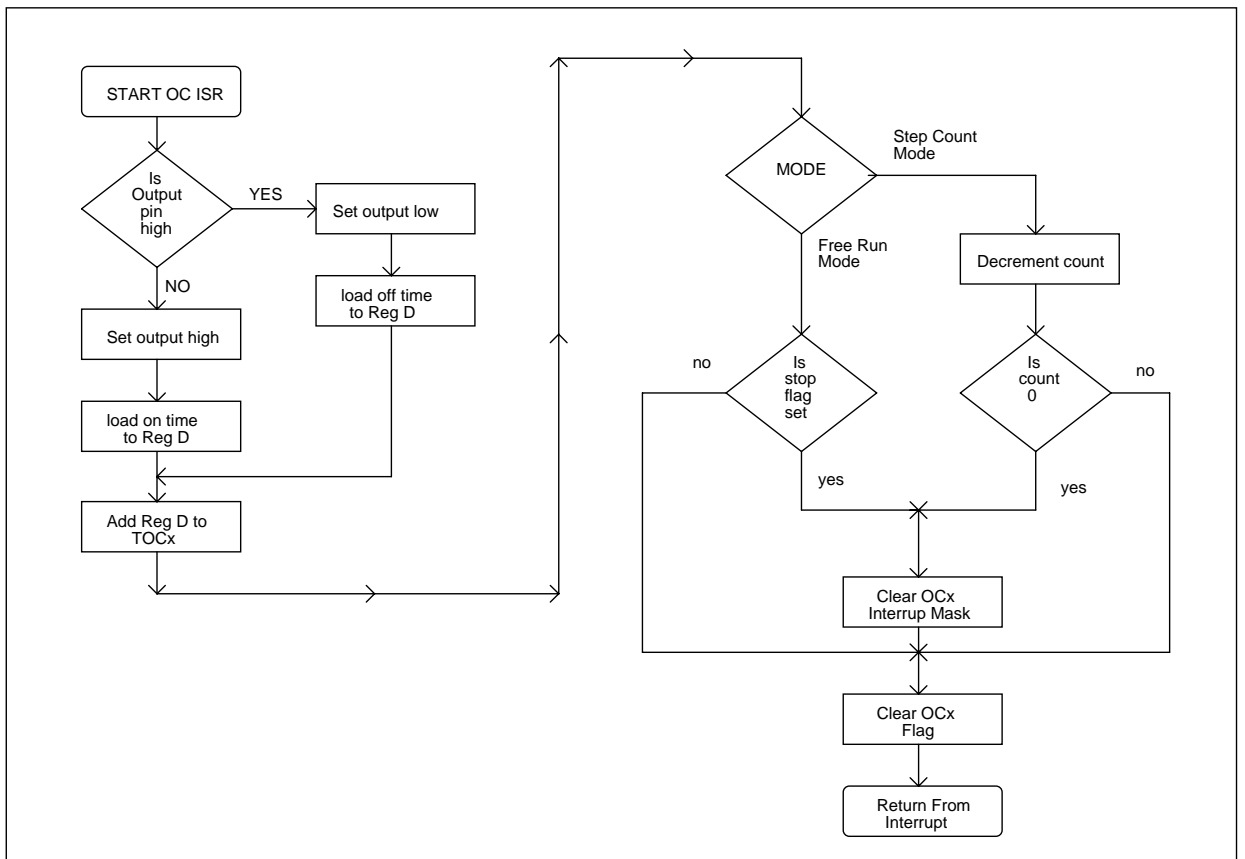 START OC ISR
Is
Output
pin
high
YES
Set output low
load off time
to Reg D
NO
Set output high
load on time
to Reg D
Add Reg D to
TOCx
MODE
Step Count
Mode
Free Run
Mode
Decrement count
no
Is
stop
flag
set
Is
count
0
no
yes
yes
Clear OCx
Interrup Mask
Clear OCx
Flag
Return From
Interrupt